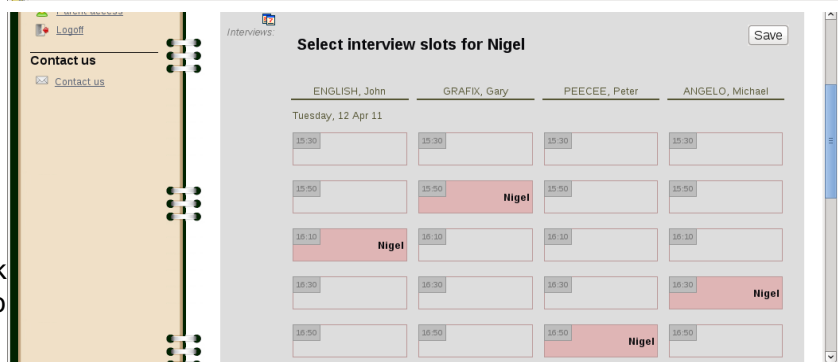 Parent access
Logoff
Contact us
Contact us
k
o
Interviews:
Select interview slots for Nigel
Save
ENGLISH, John GRAFIX, Gary PEECEE, Peter ANGELO, Michael
Tuesday, 12 Apr 11
15:30 15:30 15:30 15:30
15:50 15:50 Nigel 15:50 15:50
16:10 Nigel 16:10 16:10 16:10
16:30 16:30 16:30 16:30 Nigel
16:50 16:50 16:50 Nigel 16:50